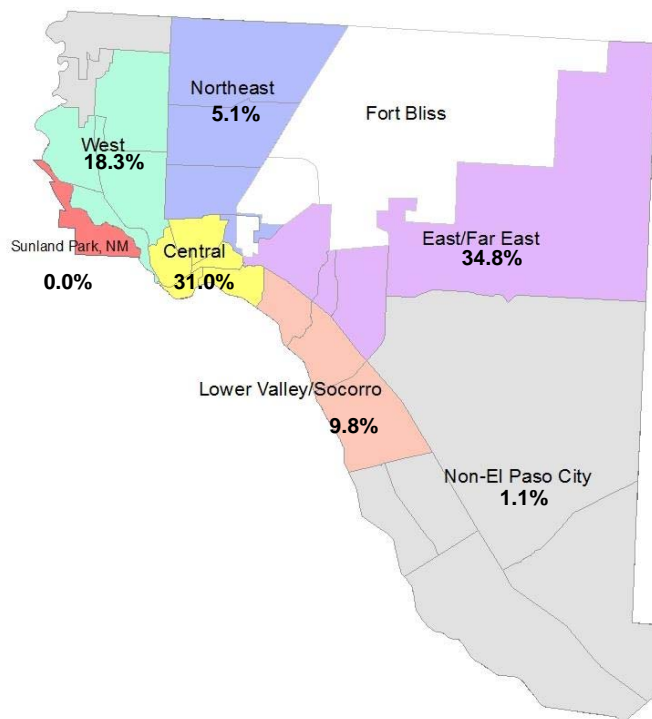 Northeast
5.1%
Fort Bliss
West
18.3%
East/Far East
34.8%
Sunland Park, NM
0.0%
Central
31.0%
Lower Valley/Socorro
9.8%
Non-El Paso City
1.1%